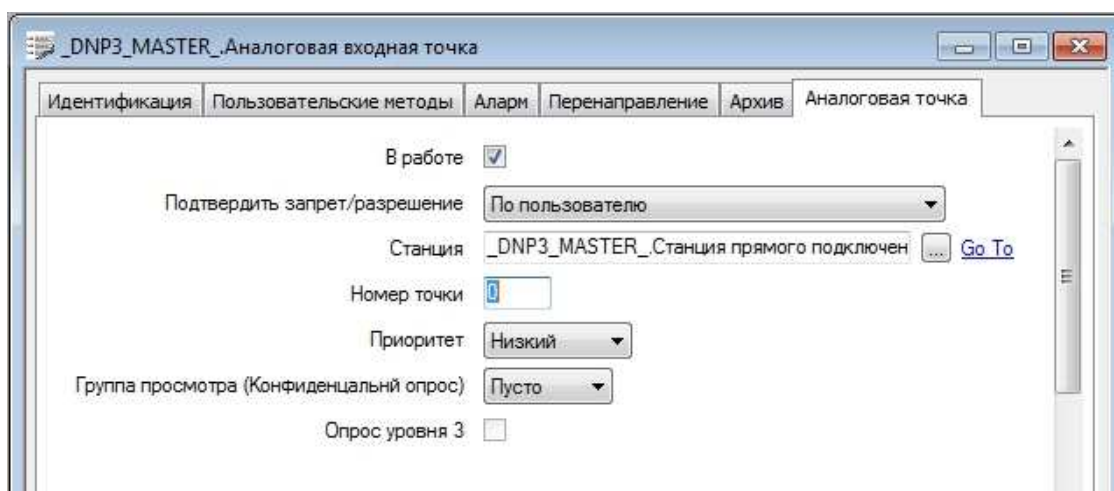 _DNP3_MASTER_.Аналоговая входная точка
Идентификация Пользовательские методы Аларм Перенаправление Архив Аналоговая точка
В работе
Подтвердить запрет/разрешение По пользователю
Станция _DNP3_MASTER_.Станция прямого подключен ... Go To
Номер точки 0
Приоритет Низкий
Группа просмотра (Конфиденцальнй опрос) Пусто
Опрос уровня 3